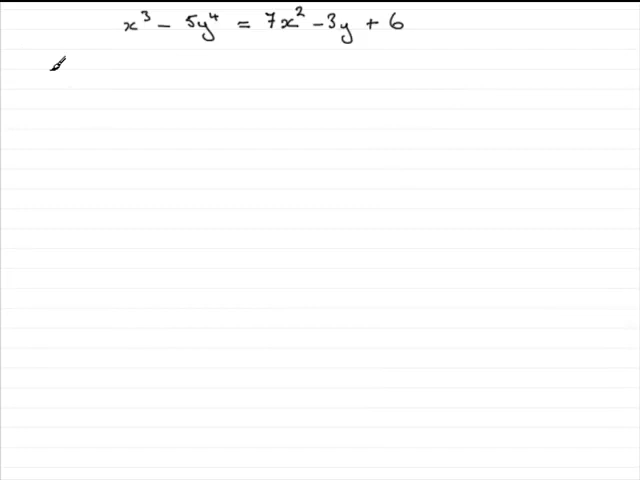 x³ - 5y⁴ = 7x² - 3y + 6